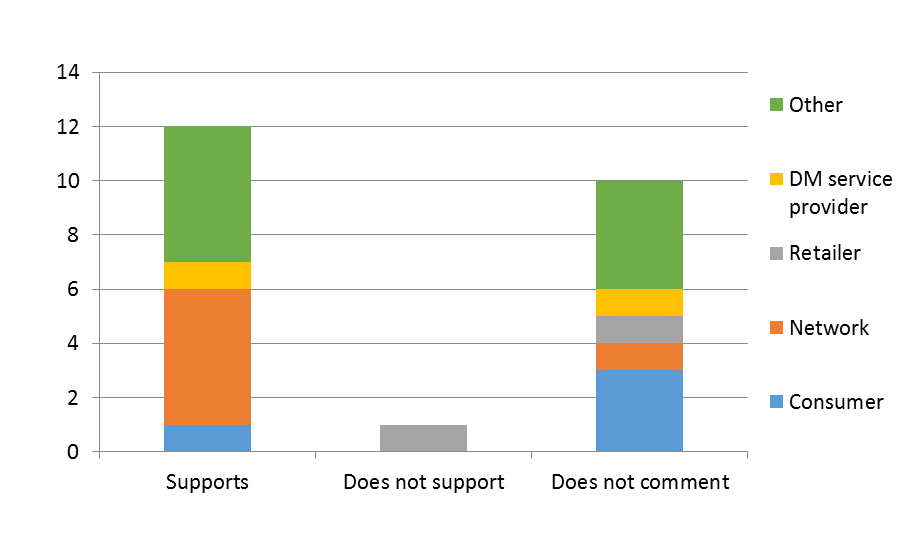 14
12
10
8
6
4
2
0
Supports
Does not support
Does not comment
Other
DM service
provider
Retailer
Network
Consumer